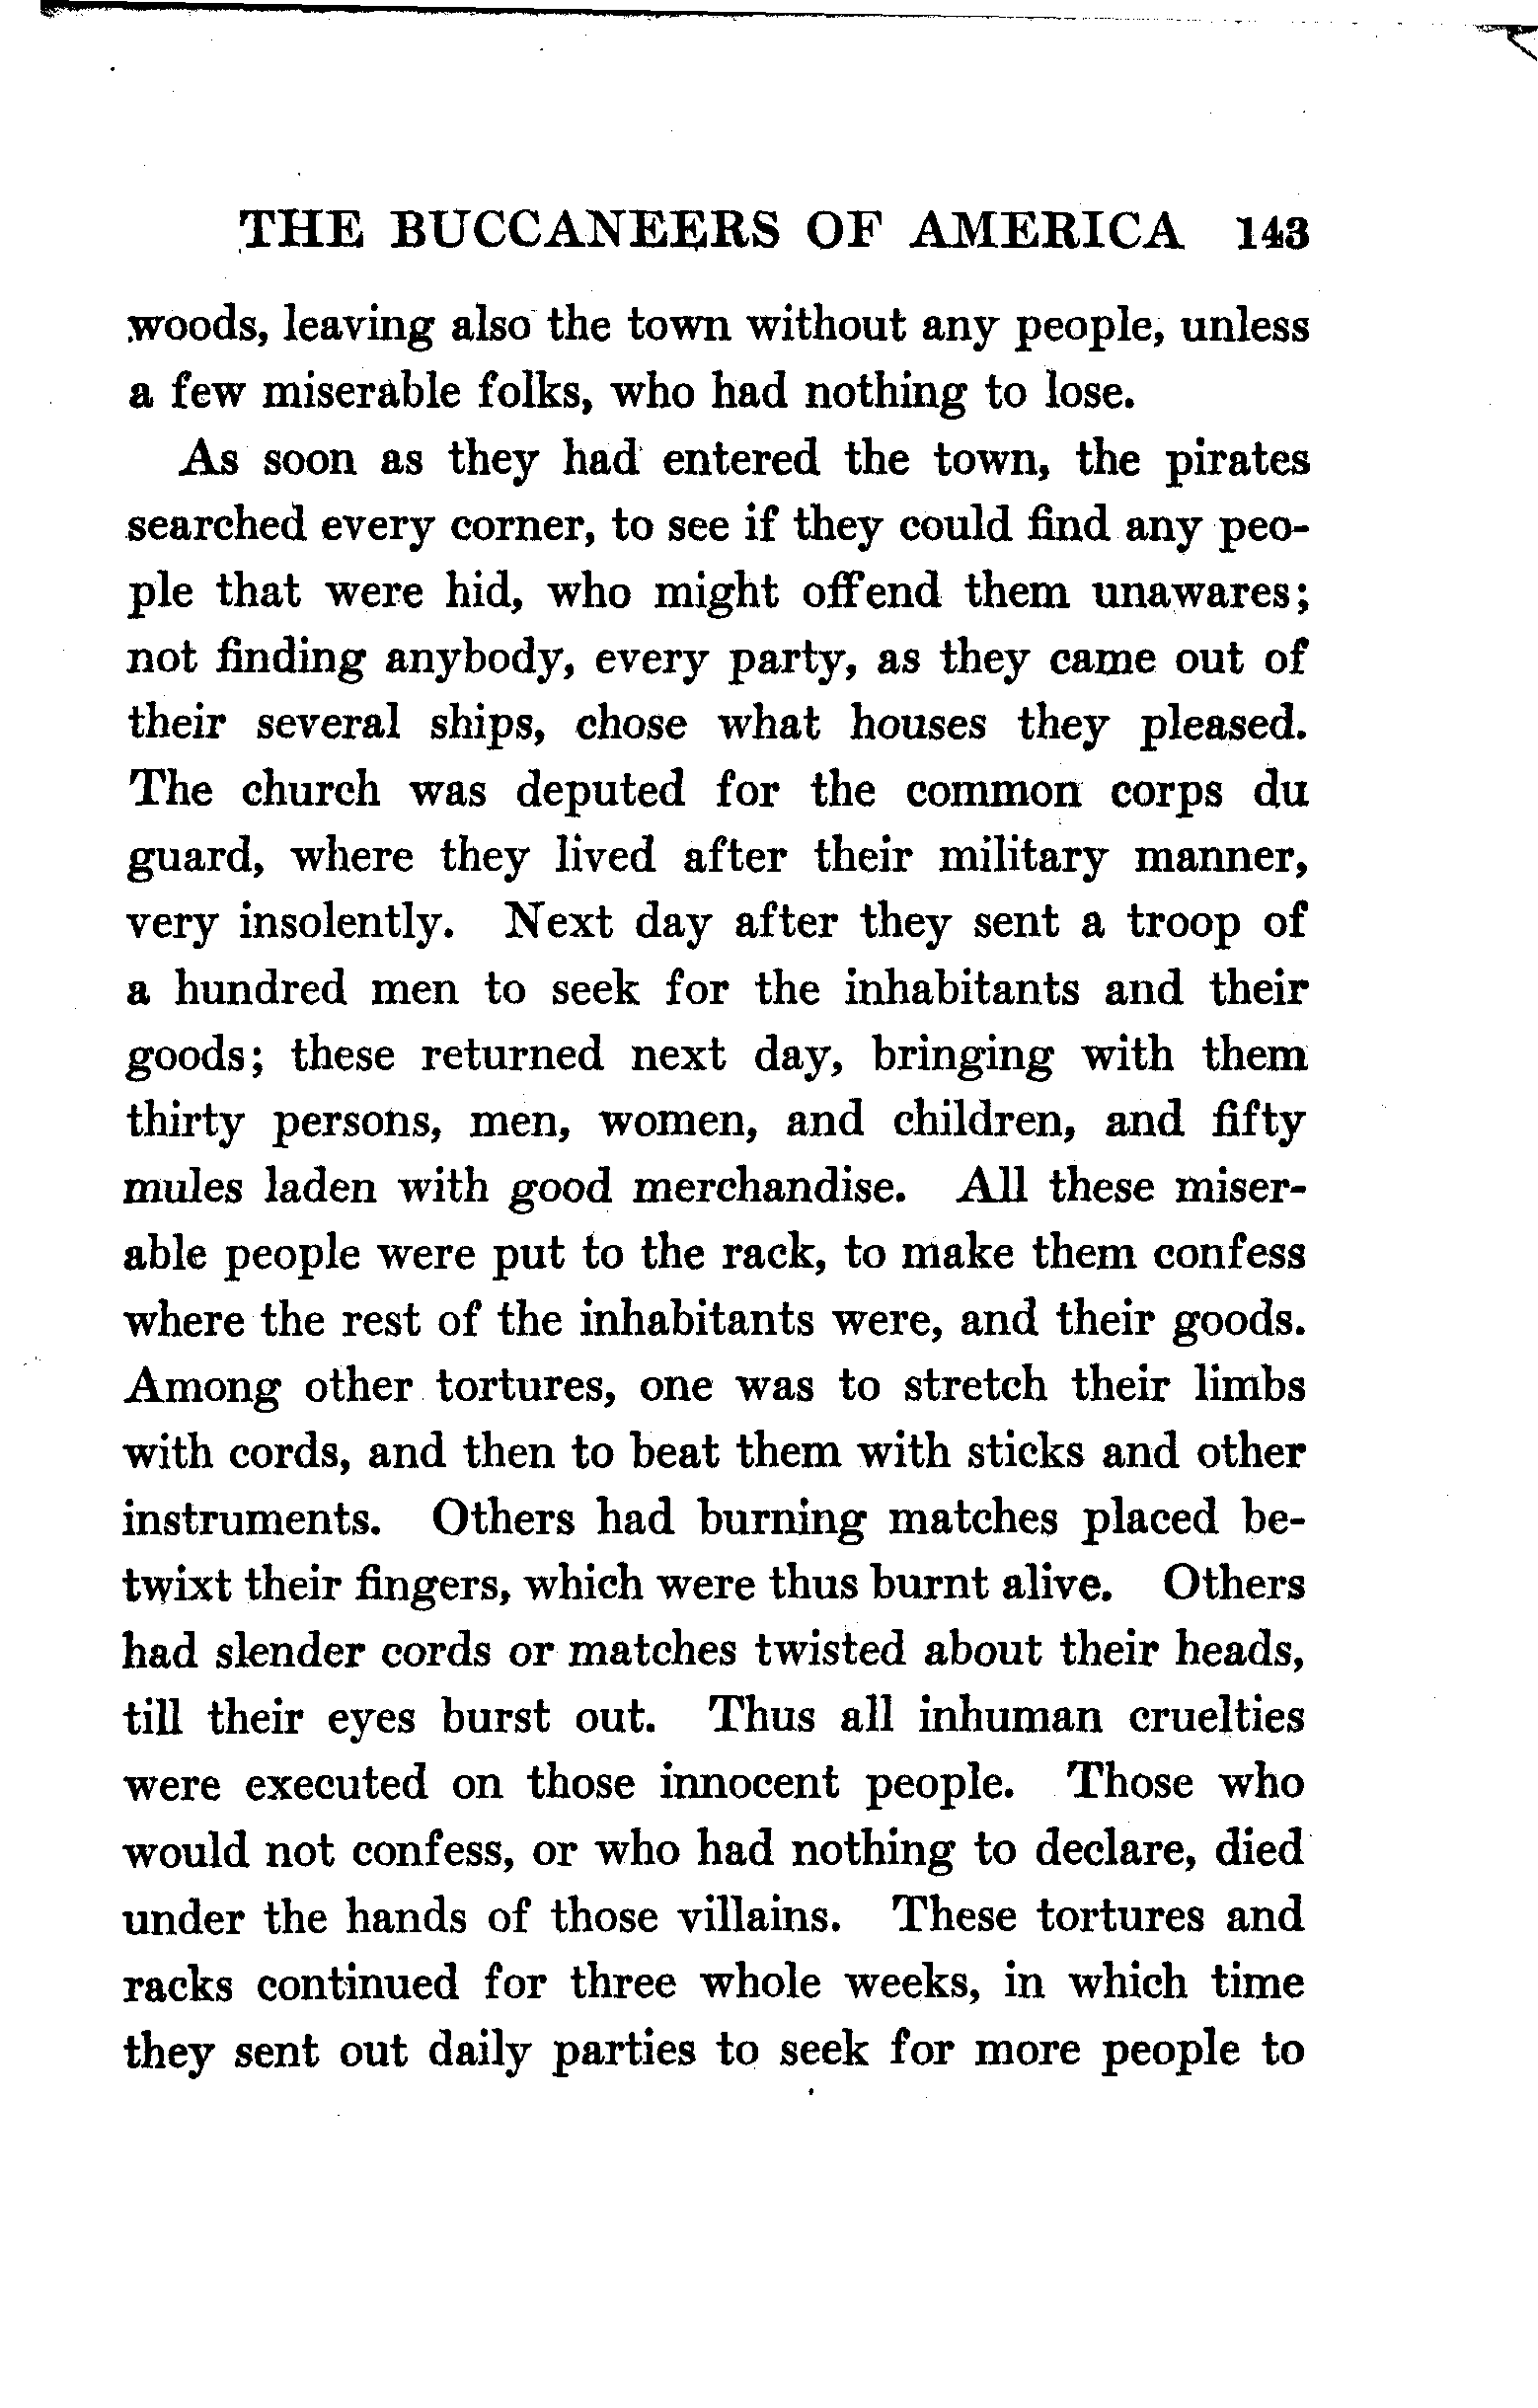 THE BUCCANEERS OF AMERICA 143
woods, leaving also the town without any people, unless
a few miserable folks, who had nothing to lose.
As soon as they had entered the town, the pirates
searched every corner, to see if they could find any peo-
ple that were hid, who might offend them unawares;
not finding anybody, every party, as they came out of
their several ships, chose what houses they pleased.
The church was deputed for the common corps du
guard, where they lived after their military manner,
very insolently. Next day after they sent a troop of
a hundred men to seek for the inhabitants and their
goods; these returned next day, bringing with them
thirty persons, men, women, and children, and fifty
mules laden with good merchandise. All these miser-
able people were put to the rack, to make them confess
where the rest of the inhabitants were, and their goods.
Among other tortures, one was to stretch their limbs
with cords, and then to beat them with sticks and other
instruments. Others had burning matches placed be-
twixt their fingers, which were thus burnt alive. Others
had slender cords or matches twisted about their heads,
till their eyes burst out. Thus all inhuman cruelties
were executed on those innocent people. Those who
would not confess, or who had nothing to declare, died
under the hands of those villains. These tortures and
racks continued for three whole weeks, in which time
they sent out daily parties to seek for more people to